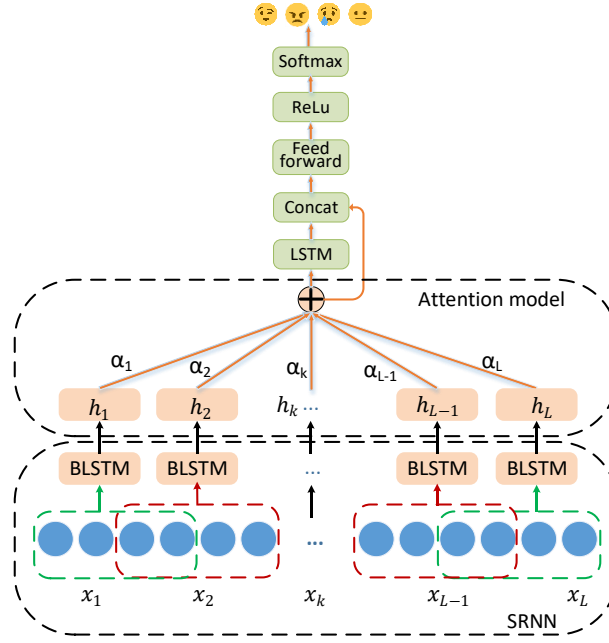 Softmax
ReLu
Feed
forward
Concat
LSTM
Attention model
α1 α2 αk αL-1 αL
h1 h2 hk ... hL−1 hL
BLSTM BLSTM ... BLSTM BLSTM
...
x1 x2 xk xL−1 xL
SRNN